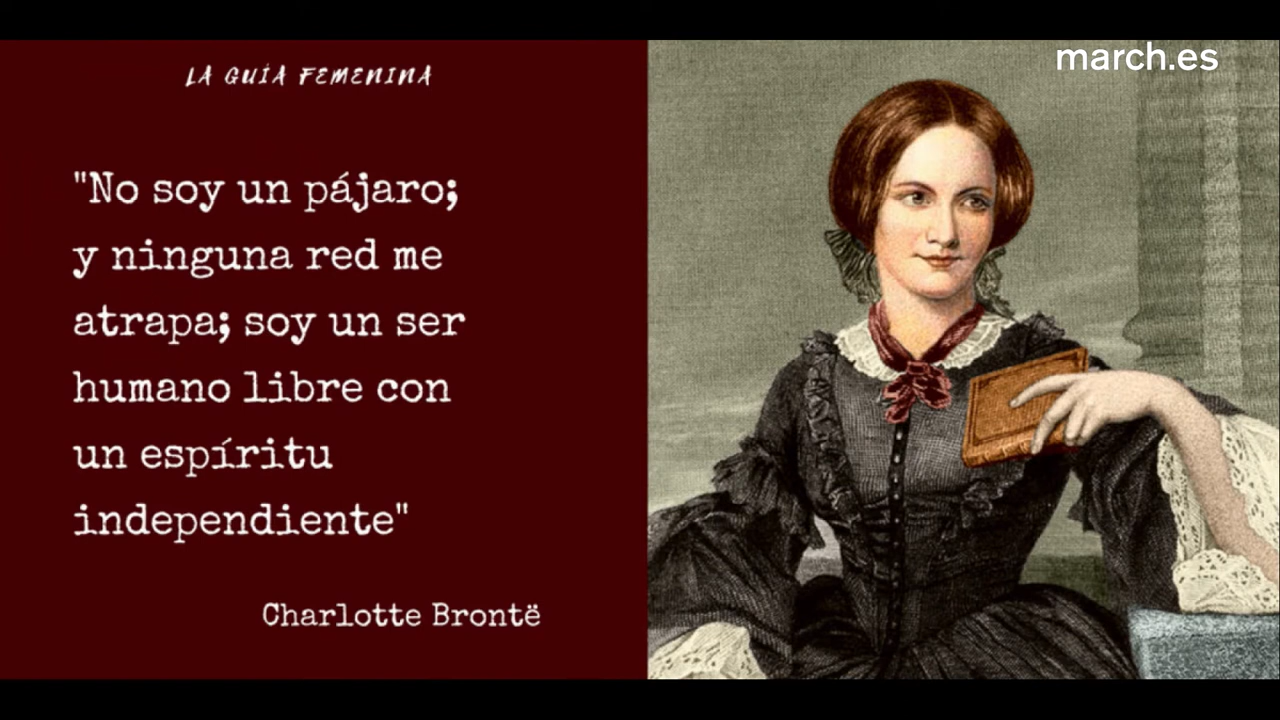 march.es
LA GUÍA FEMENINA
"No soy un pájaro;
y ninguna red me
atrapa; soy un ser
humano libre con
un espíritu
independiente"
Charlotte Brontë